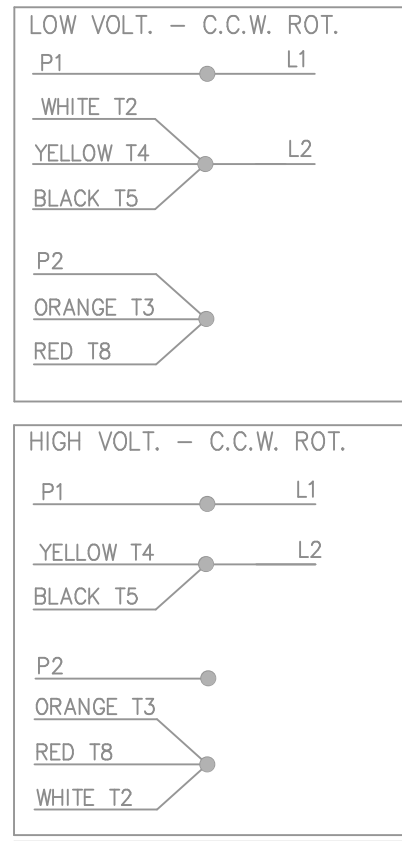 LOW VOLT. – C.C.W. ROT.
P1 L1
WHITE T2
YELLOW T4 L2
BLACK T5
P2
ORANGE T3
RED T8
HIGH VOLT. – C.C.W. ROT.
P1 L1
YELLOW T4 L2
BLACK T5
P2
ORANGE T3
RED T8
WHITE T2